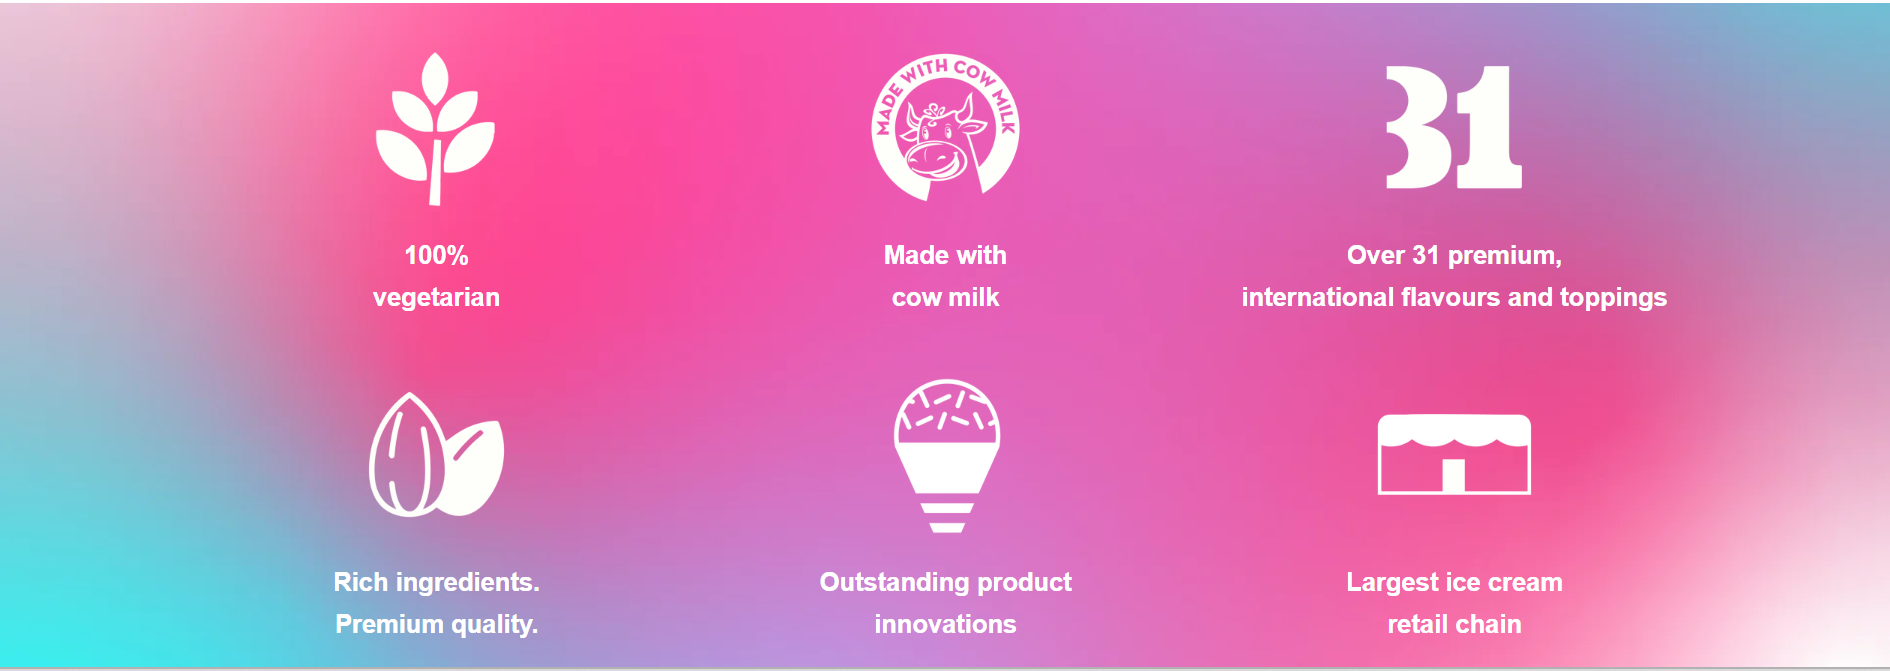 MADE WITH COW MILK
31
100%
vegetarian
Made with
cow milk
Over 31 premium,
international flavours and toppings
Rich ingredients.
Premium quality.
Outstanding product
innovations
Largest ice cream
retail chain